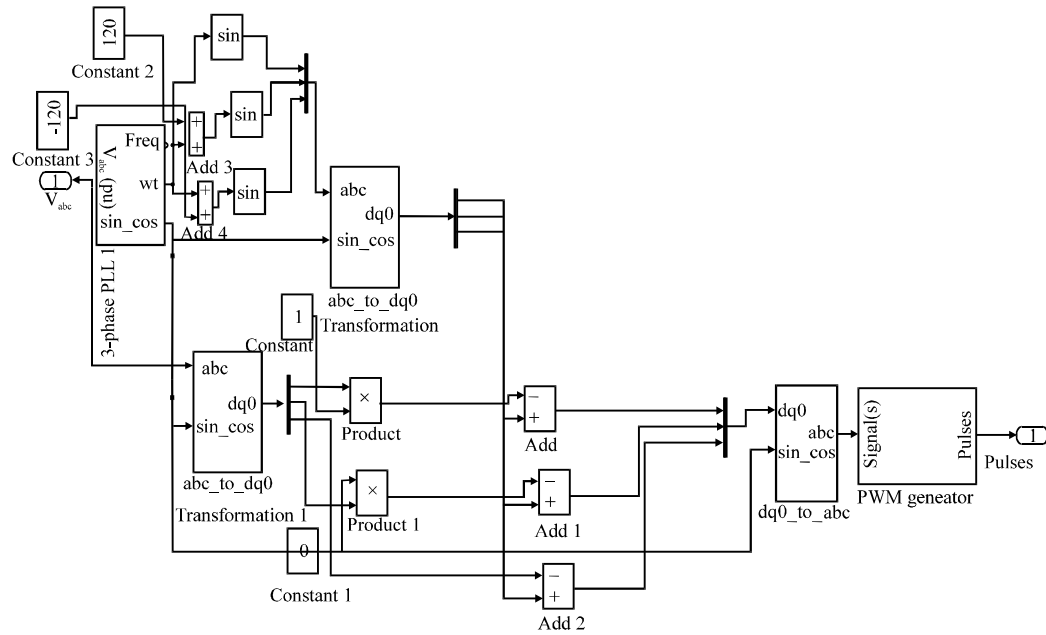 120
Constant 2
sin
-120
Constant 3
sin
+
+
Add 3
Freq
wt
sin_cos
V_abc (pu)
3-phase PLL 1
1
V_abc
sin
+
+
Add 4
abc
dq0
sin_cos
abc_to_dq0
Transformation
1
Constant
abc
dq0
sin_cos
abc_to_dq0
Transformation 1
×
Product
×
Product 1
0
Constant 1
−
+
Add
−
+
Add 1
−
+
Add 2
dq0
abc
sin_cos
dq0_to_abc
Signal(s)
Pulses
PWM geneator
1
Pulses